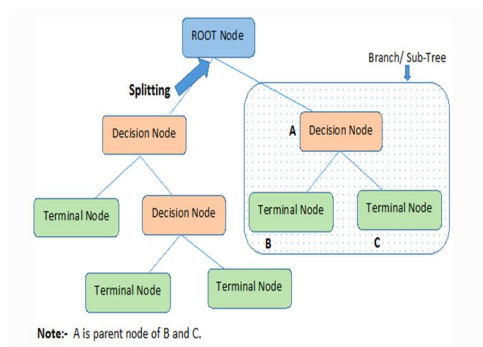 ROOT Node
Branch/ Sub-Tree
Splitting
Decision Node
A Decision Node
Terminal Node
Decision Node
Terminal Node
Terminal Node
B
C
Terminal Node
Terminal Node
Note:- A is parent node of B and C.